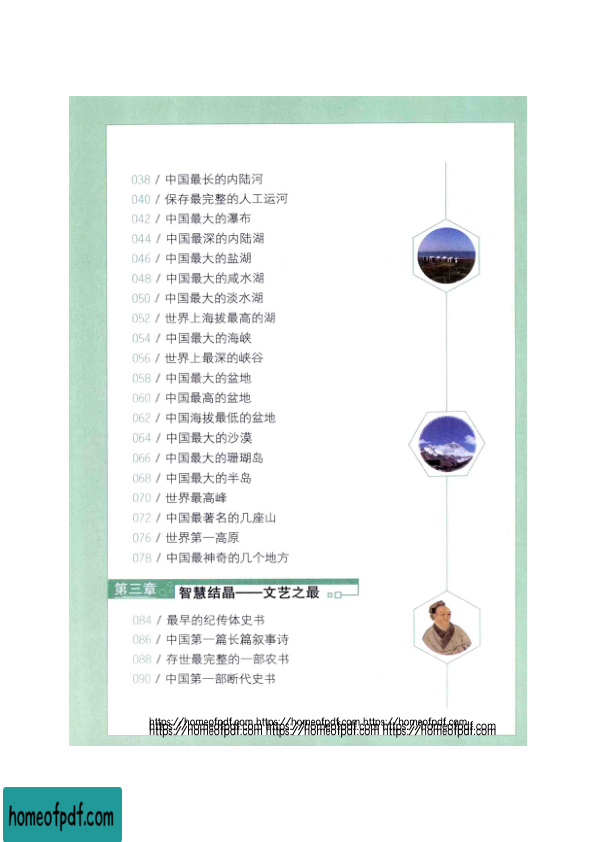 038 / 中国最长的内陆河
040 / 保存最完整的人工运河
042 / 中国最大的瀑布
044 / 中国最深的内陆湖
046 / 中国最大的盐湖
048 / 中国最大的咸水湖
050 / 中国最大的淡水湖
052 / 世界上海拔最高的湖
054 / 中国最大的海峡
056 / 世界上最深的峡谷
058 / 中国最大的盆地
060 / 中国最高的盆地
062 / 中国海拔最低的盆地
064 / 中国最大的沙漠
066 / 中国最大的珊瑚岛
068 / 中国最大的半岛
070 / 世界最高峰
072 / 中国最著名的几座山
076 / 世界第一高原
078 / 中国最神奇的几个地方
第三章 智慧结晶——文艺之最
084 / 最早的纪传体史书
086 / 中国第一篇长篇叙事诗
088 / 存世最完整的一部农书
090 / 中国第一部断代史书
https://homeofpdf.com https://homeofpdf.com https://homeofpdf.com
https://homeofpdf.com https://homeofpdf.com https://homeofpdf.com
homeofpdf.com